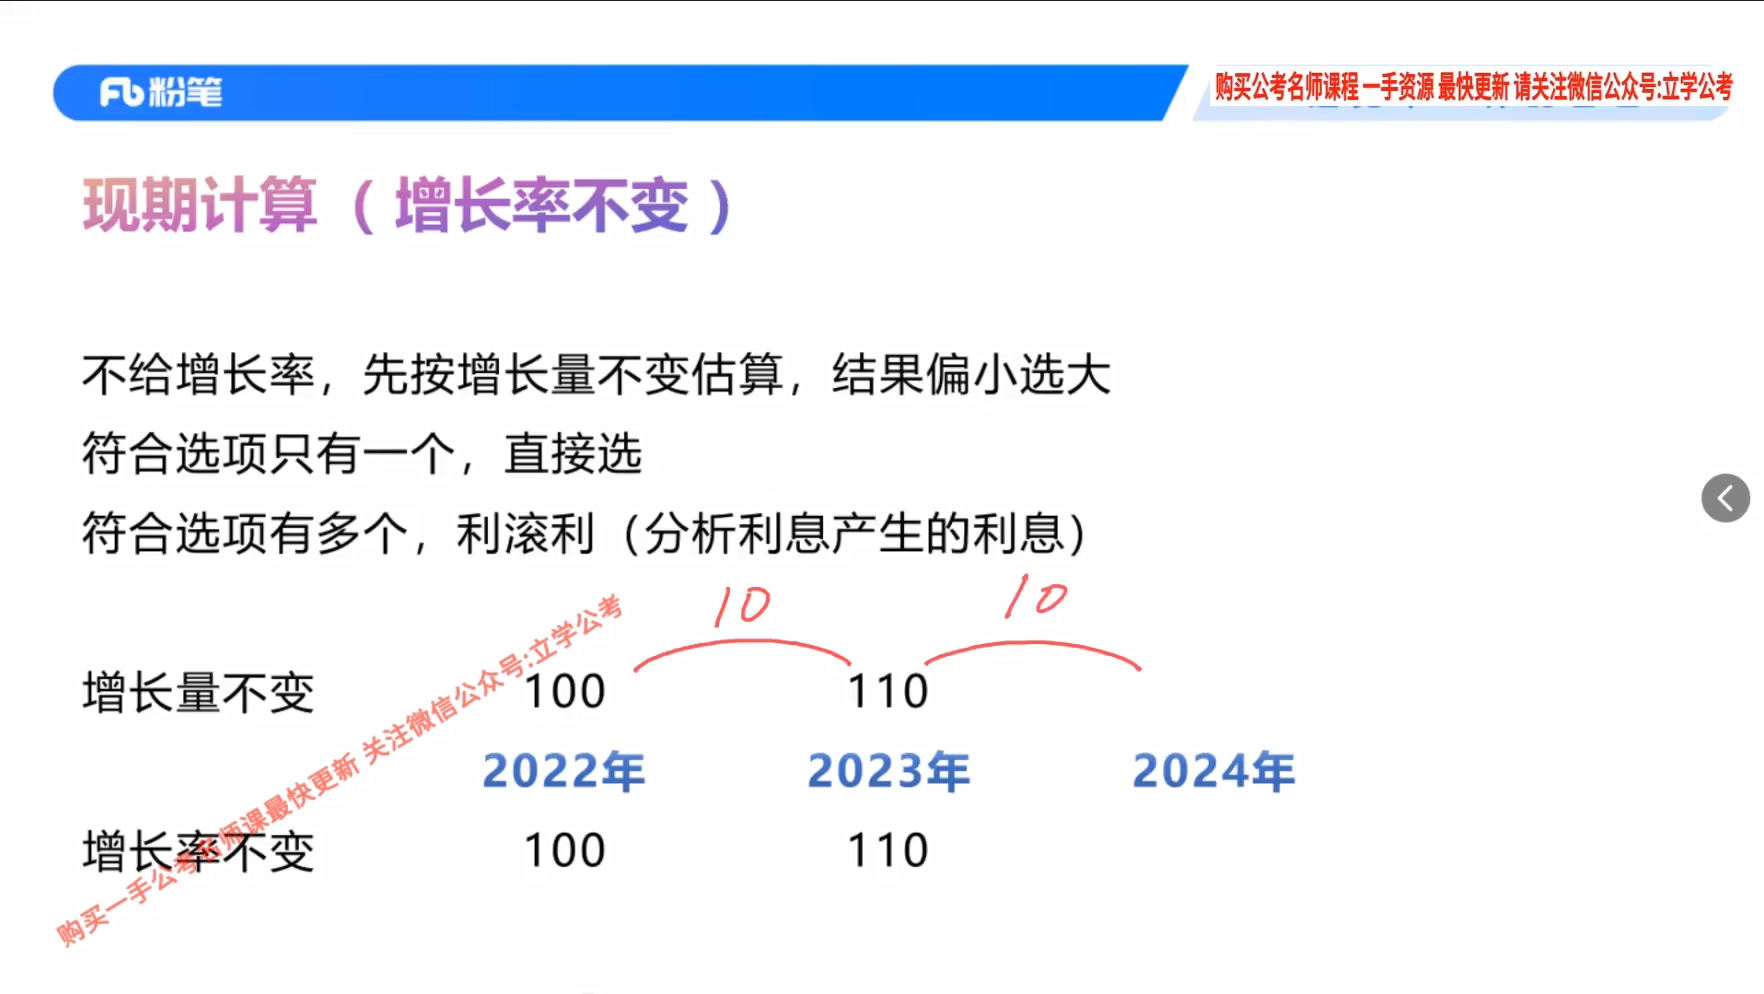 粉笔
购买公考名师课程 一手资源 最快更新 请关注微信公众号:立学公考
现期计算（增长率不变）
不给增长率，先按增长量不变估算，结果偏小选大
符合选项只有一个，直接选
符合选项有多个，利滚利（分析利息产生的利息）
10 10
增长量不变 100 110
2022年 2023年 2024年
增长率不变 100 110
购买一手公考名师课最快更新 关注微信公众号:立学公考